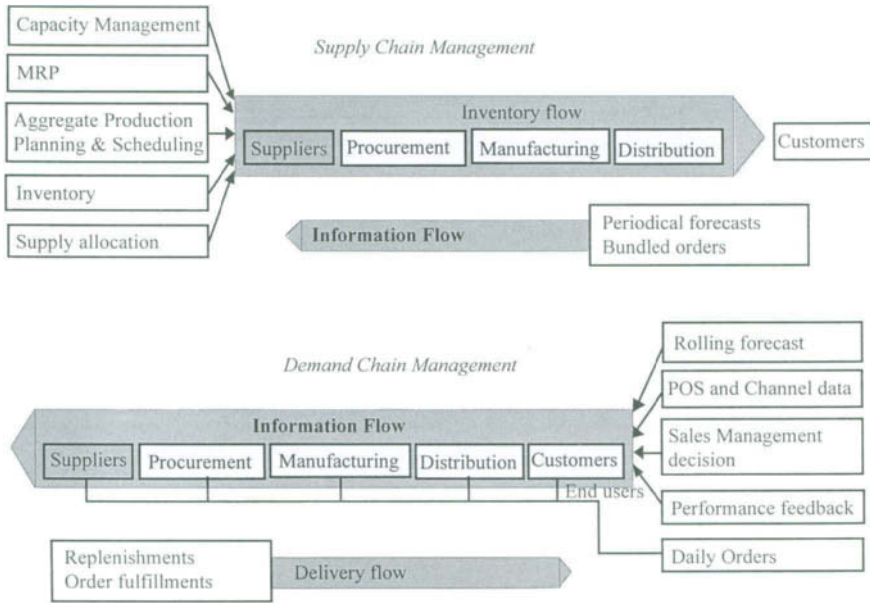 Capacity Management
Supply Chain Management
MRP
Inventory flow
Aggregate Production
Planning & Scheduling
Suppliers
Procurement
Manufacturing
Distribution
Customers
Inventory
Supply allocation
Information Flow
Periodical forecasts
Bundled orders
Demand Chain Management
Rolling forecast
POS and Channel data
Information Flow
Suppliers
Procurement
Manufacturing
Distribution
Customers
Sales Management
decision
End users
Performance feedback
Daily Orders
Replenishments
Order fulfillments
Delivery flow